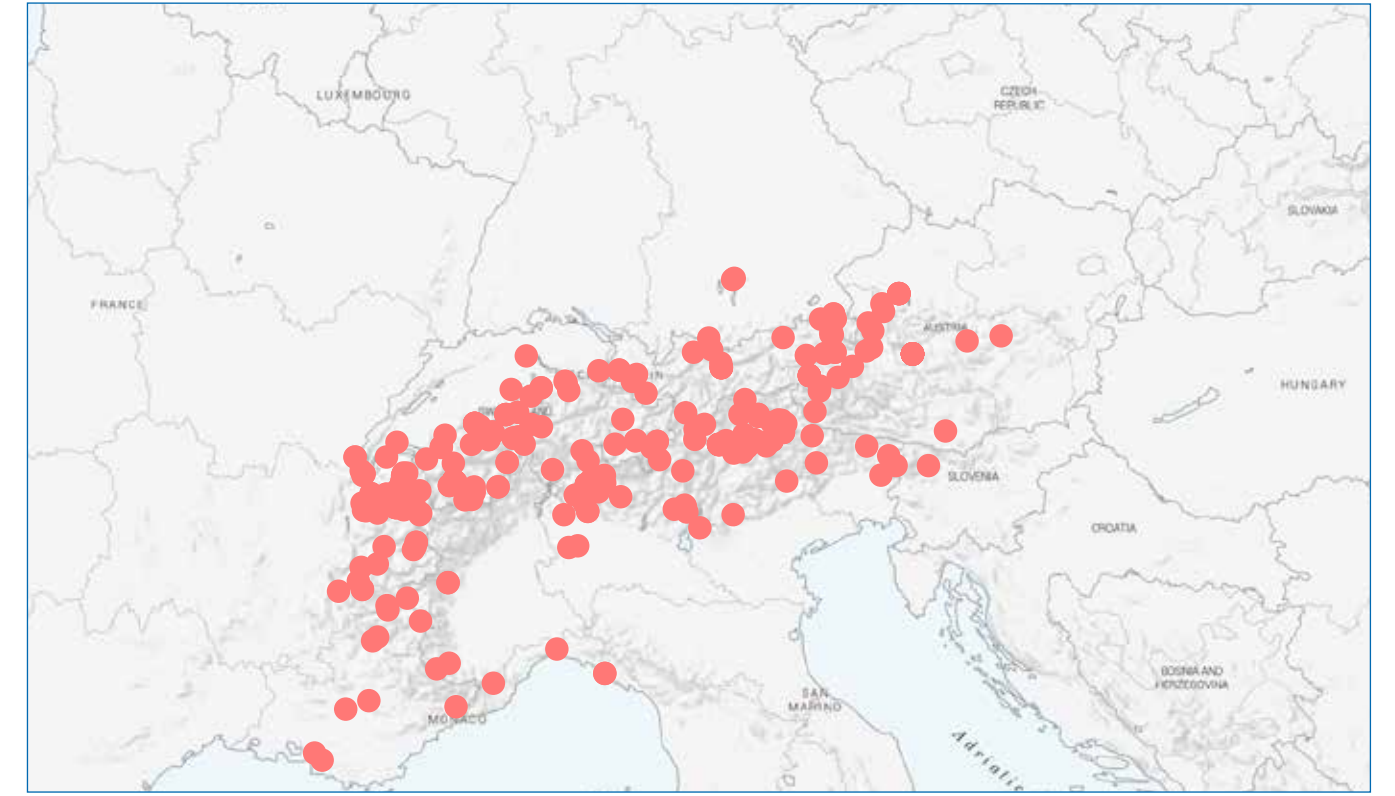 LUXEMBOURG
CZECH
REPUBLIC
SLOVAKIA
FRANCE
AUSTRIA
HUNGARY
SLOVENIA
CROATIA
BOSNIA AND
HERZEGOVINA
SAN
MARINO
MONACO
Adriatic